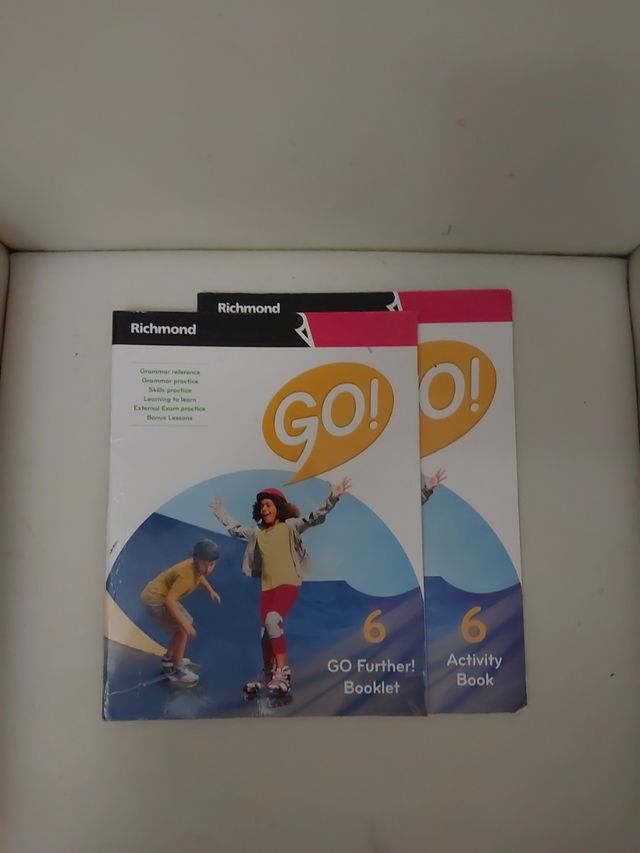 Richmond
Grammar reference
Grammar practice
Skills practice
Learning to learn
External Exam practice
Bonus Lessons
GO!
6
GO Further!
Booklet
Richmond
O!
6
Activity
Book